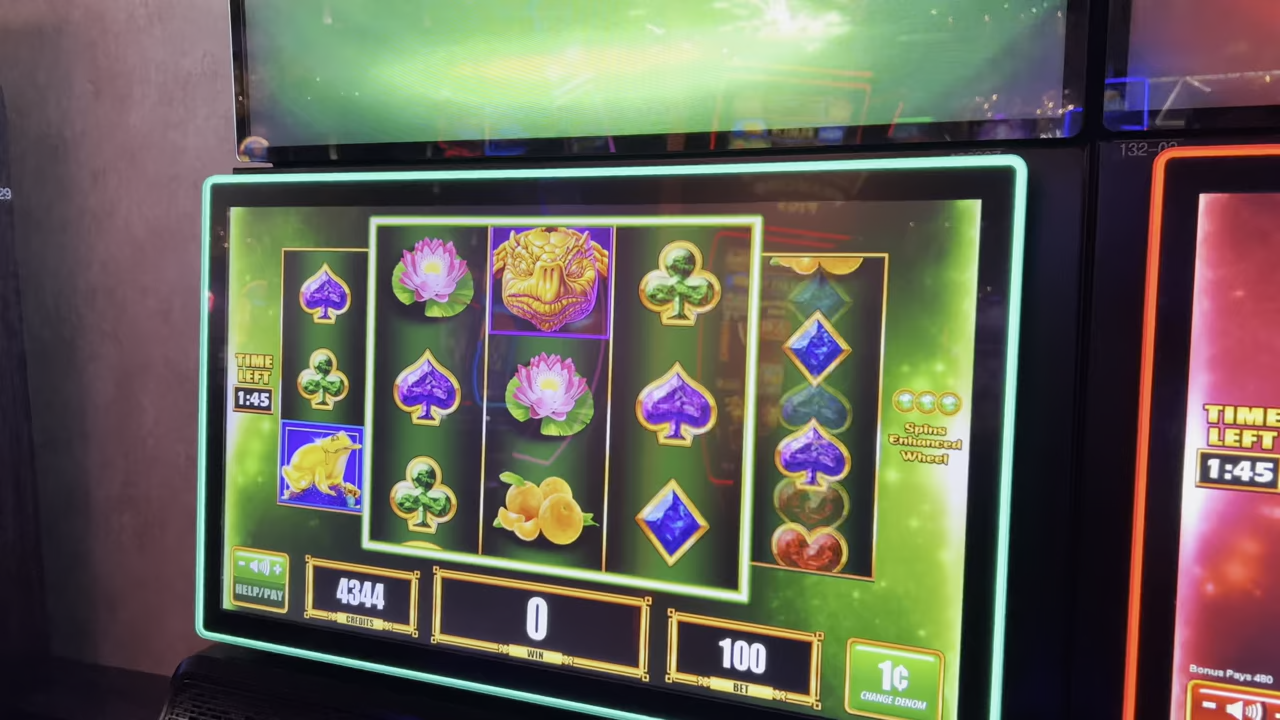 29
132-02
TIME
LEFT
1:45
Spins
Enhanced
Wheel
TIME
LEFT
1:45
- +
HELP/PAY
4344
CREDITS
0
WIN
100
BET
1¢
CHANGE DENOM
Bonus Pays 480
-